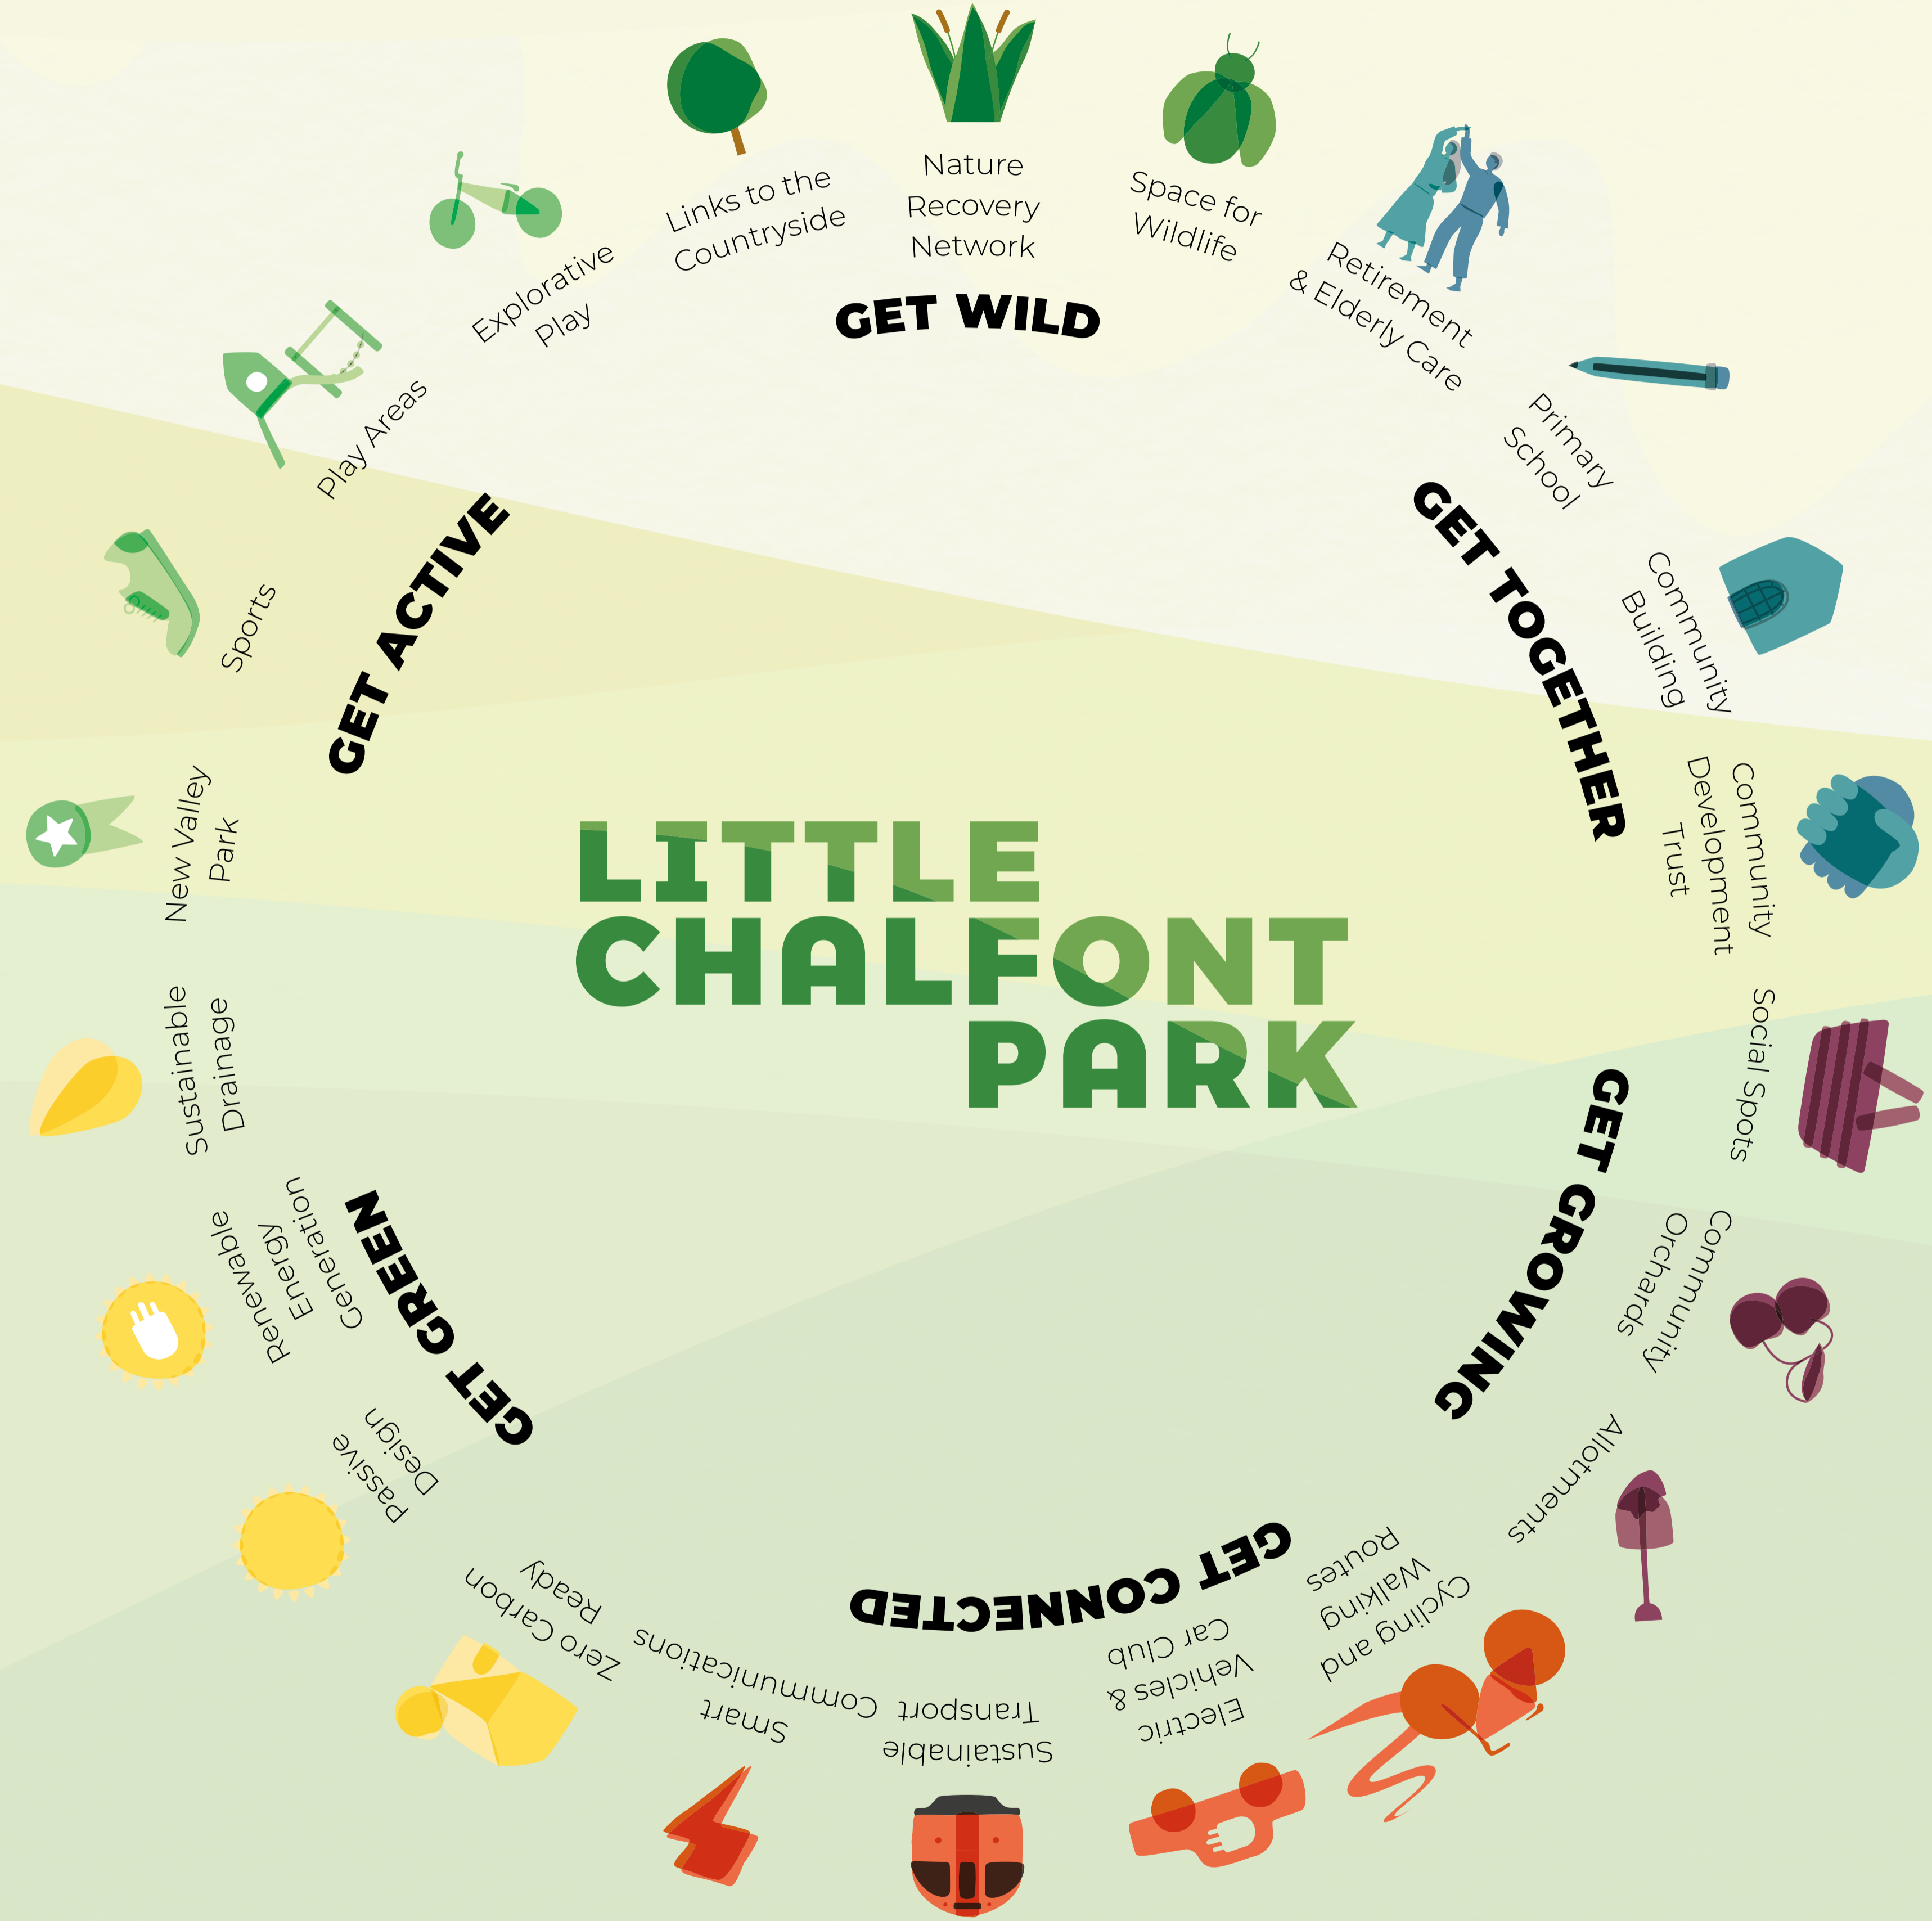 Nature
Recovery
Network
Space for
Wildlife
Retirement
& Elderly Care
Primary
School
Community
Building
Community
Development
Trust
Social Spots
Community
Orchards
Allotments
Cycling and
Walking
Routes
Electric
Vehicles &
Car Club
Sustainable
Transport
Smart
Communications
Zero Carbon
Ready
Passive
Design
Renewable
Energy
Generation
Sustainable
Drainage
New Valley
Park
Sports
Play Areas
Explorative
Play
Links to the
Countryside
GET WILD
GET TOGETHER
GET GROWING
GET CONNECTED
GET GREEN
GET ACTIVE
LITTLE
CHALFONT
PARK